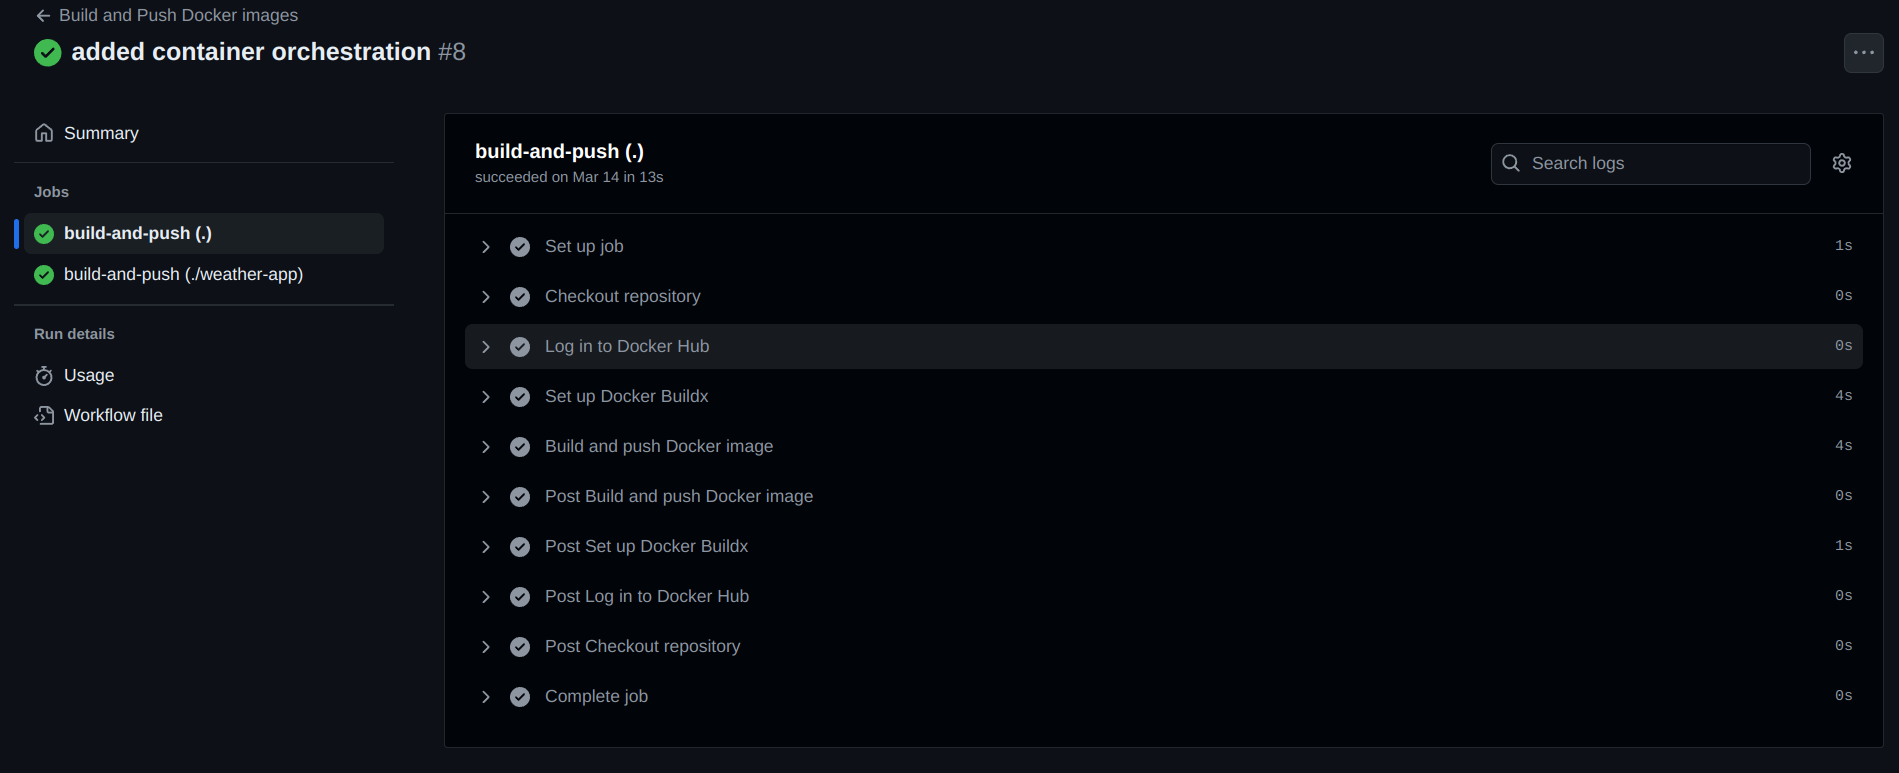 Build and Push Docker images
added container orchestration #8
Summary
Jobs
build-and-push (.)
build-and-push (./weather-app)
Run details
Usage
Workflow file
build-and-push (.)
succeeded on Mar 14 in 13s
Search logs
Set up job 1s
Checkout repository 0s
Log in to Docker Hub 0s
Set up Docker Buildx 4s
Build and push Docker image 4s
Post Build and push Docker image 0s
Post Set up Docker Buildx 1s
Post Log in to Docker Hub 0s
Post Checkout repository 0s
Complete job 0s